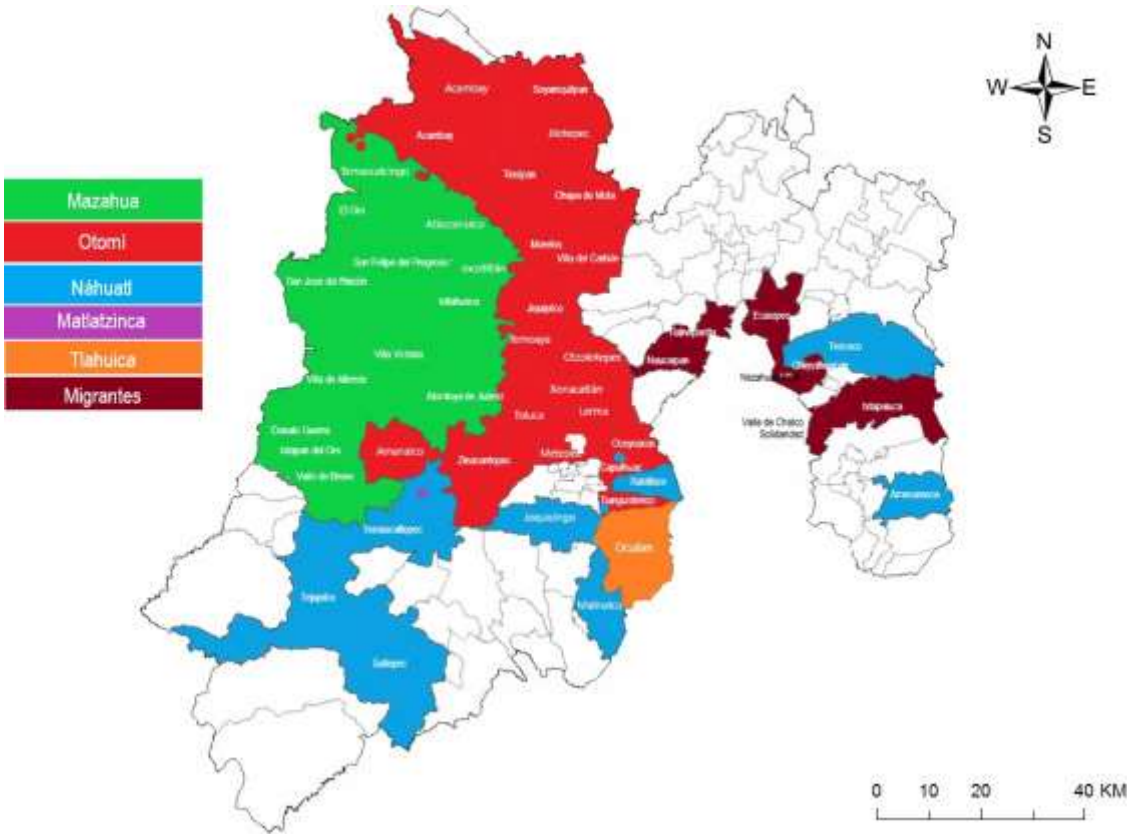 N
W E
S
Mazahua
Otomí
Náhuatl
Matlatzinca
Tlahuica
Migrantes
Acambay
Soyaniquilpan
Acambay
Jilotepec
Temascalcingo
Timilpan
Chapa de Mota
El Oro
Atlacomulco
Morelos
Villa del Carbón
San Felipe del Progreso
Ixtlahuaca
San José del Rincón
Jiquipilco
Villa Victoria
Temoaya
Otzolotepec
Villa de Allende
Xonacatlán
Almoloya de Juárez
Toluca
Lerma
Donato Guerra
Ixtapan del Oro
Amanalco
Zinacantepec
Metepec
Ocoyoacac
Valle de Bravo
Capulhuac
Xalatlaco
Tianguistenco
Temascaltepec
Joquicingo
Ocuilan
Malinalco
Tejupilco
Sultepec
Ecatepec
Naucalpan
Texcoco
Ixtapaluca
Valle de Chalco
Solidaridad
Amecameca
0 10 20 40 KM